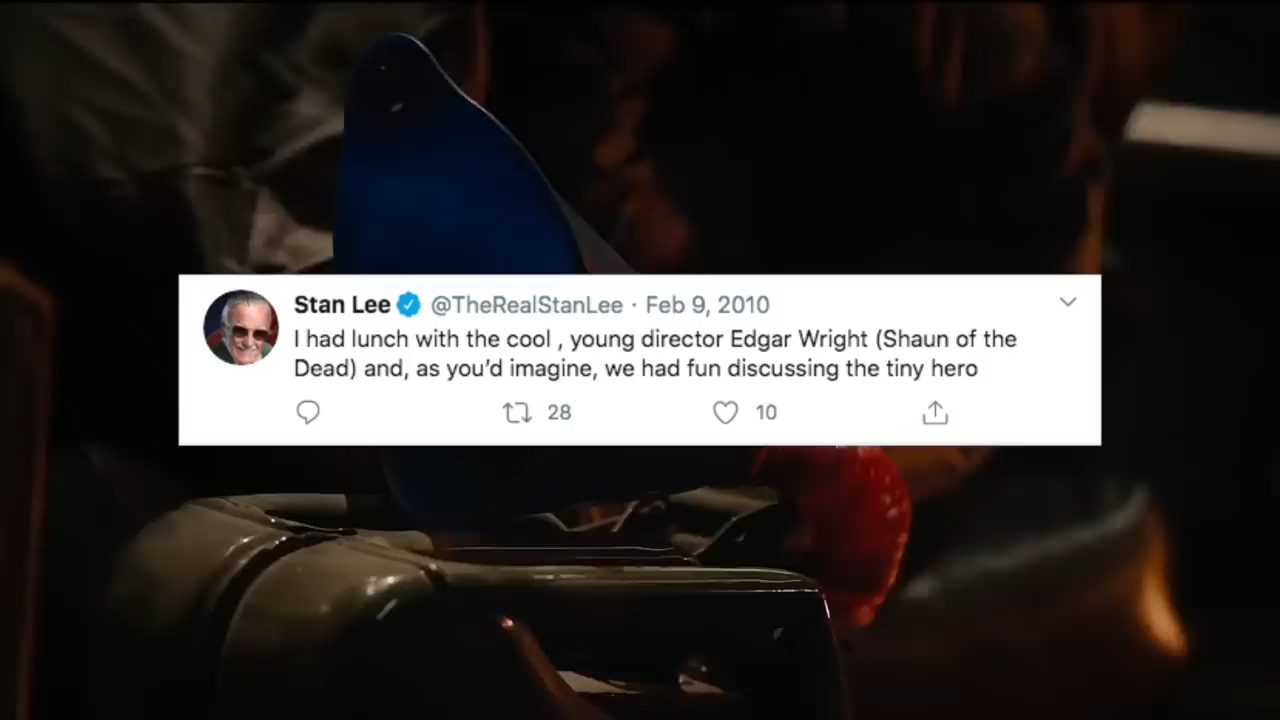 Stan Lee @TheRealStanLee · Feb 9, 2010
I had lunch with the cool , young director Edgar Wright (Shaun of the
Dead) and, as you’d imagine, we had fun discussing the tiny hero
28 10